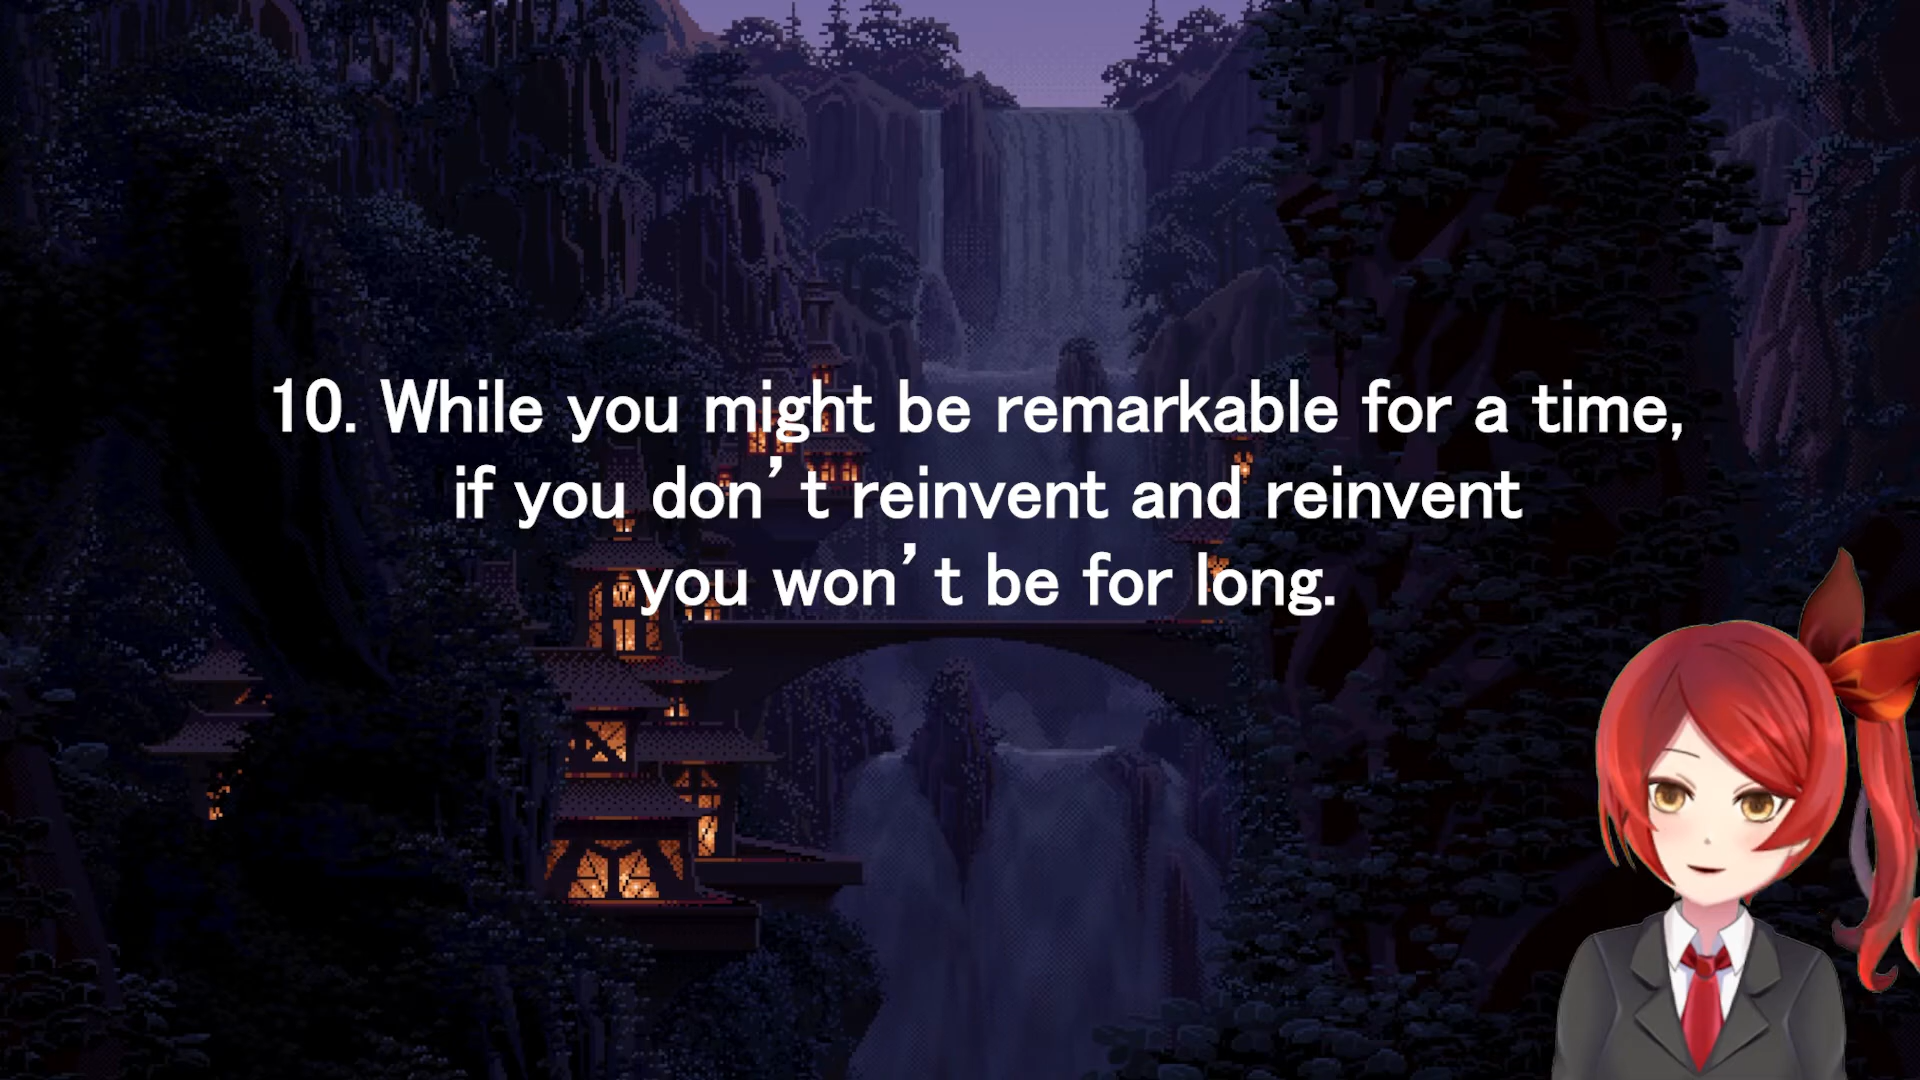 10. While you might be remarkable for a time,
if you don’t reinvent and reinvent
you won’t be for long.